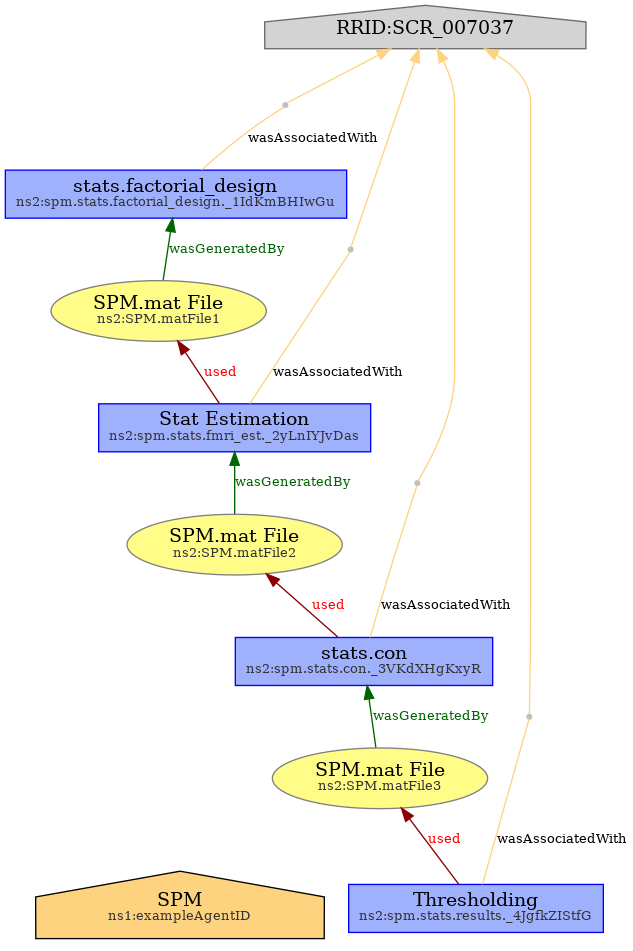 RRID:SCR_007037
wasAssociatedWith
stats.factorial_design
ns2:spm.stats.factorial_design._1IdKmBHIwGu
wasGeneratedBy
SPM.mat File
ns2:SPM.matFile1
used
wasAssociatedWith
Stat Estimation
ns2:spm.stats.fmri_est._2yLnIYJvDas
wasGeneratedBy
SPM.mat File
ns2:SPM.matFile2
used
wasAssociatedWith
stats.con
ns2:spm.stats.con._3VKdXHgKxyR
wasGeneratedBy
SPM.mat File
ns2:SPM.matFile3
used
wasAssociatedWith
SPM
ns1:exampleAgentID
Thresholding
ns2:spm.stats.results._4JgfkZIStfG